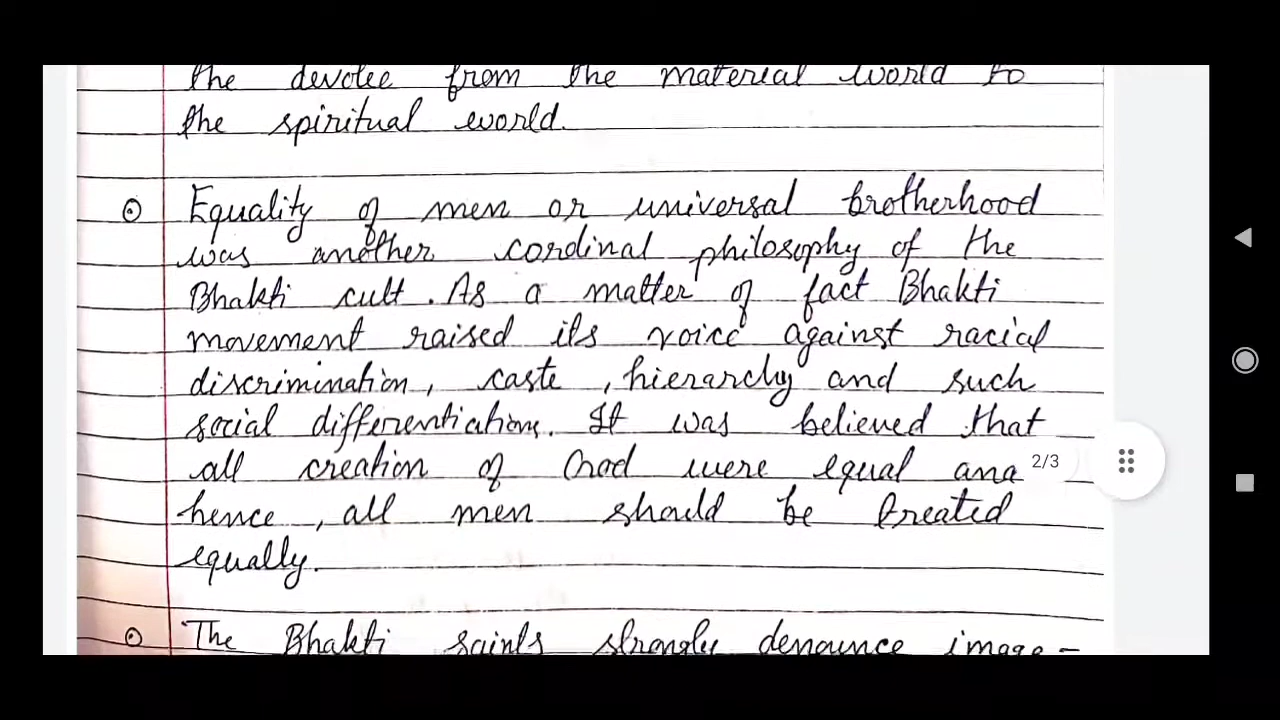 the devotee from the material world to
the spiritual world.
Equality of men or universal brotherhood
was another cordinal philosophy of the
Bhakti cult. As a matter of fact Bhakti
movement raised its voice against racial
discrimination, caste, hierarchy and such
social differentiation. It was believed that
all creation of God were equal and
2/3
hence, all men should be treated
equally.
The Bhakti saints strongly denounce image-